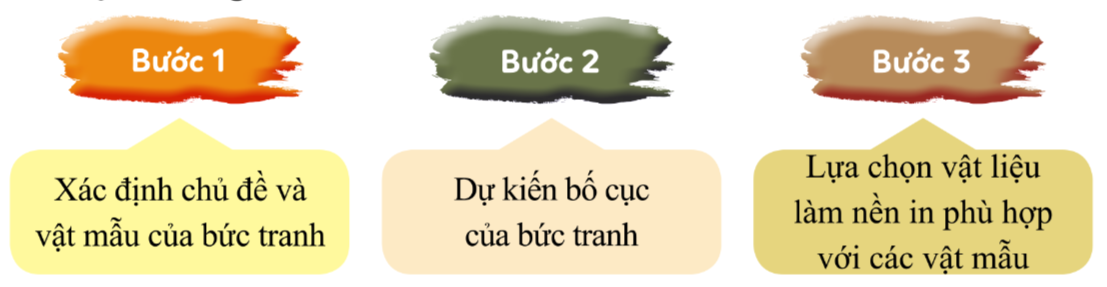 Bước 1
Xác định chủ đề và
vật mẫu của bức tranh
Bước 2
Dự kiến bố cục
của bức tranh
Bước 3
Lựa chọn vật liệu
làm nền in phù hợp
với các vật mẫu